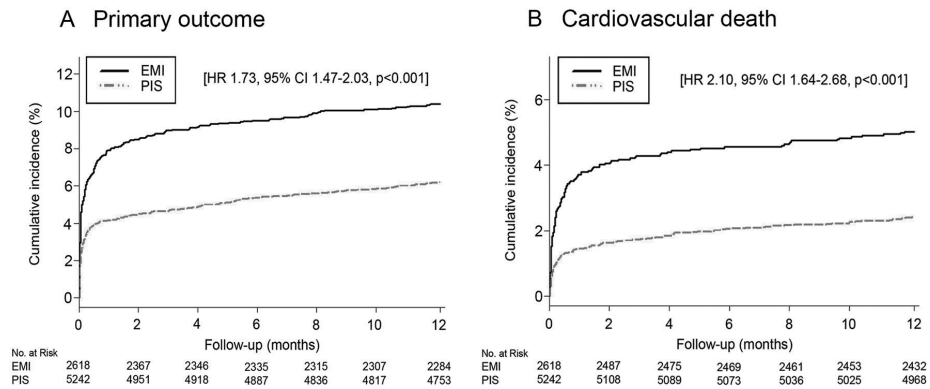 A Primary outcome
EMI
PIS
[HR 1.73, 95% CI 1.47-2.03, p<0.001]
Cumulative incidence (%)
12
10
8
6
4
2
0
0 2 4 6 8 10 12
Follow-up (months)
No. at Risk
EMI 2618 2367 2346 2335 2315 2307 2284
PIS 5242 4951 4918 4887 4836 4817 4753
B Cardiovascular death
EMI
PIS
[HR 2.10, 95% CI 1.64-2.68, p<0.001]
Cumulative incidence (%)
6
4
2
0
0 2 4 6 8 10 12
Follow-up (months)
No. at Risk
EMI 2618 2487 2475 2469 2461 2453 2432
PIS 5242 5108 5089 5073 5036 5025 4968